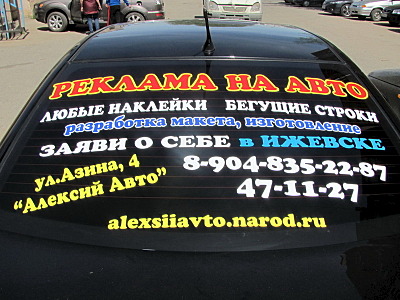 РЕКЛАМА НА АВТО
ЛЮБЫЕ НАКЛЕЙКИ БЕГУЩИЕ СТРОКИ
разработка макета, изготовление
ЗАЯВИ О СЕБЕ в ИЖЕВСКЕ
ул.Азина, 4
"Алексий Авто"
8-904-835-22-87
47-11-27
alexsiiavto.narod.ru